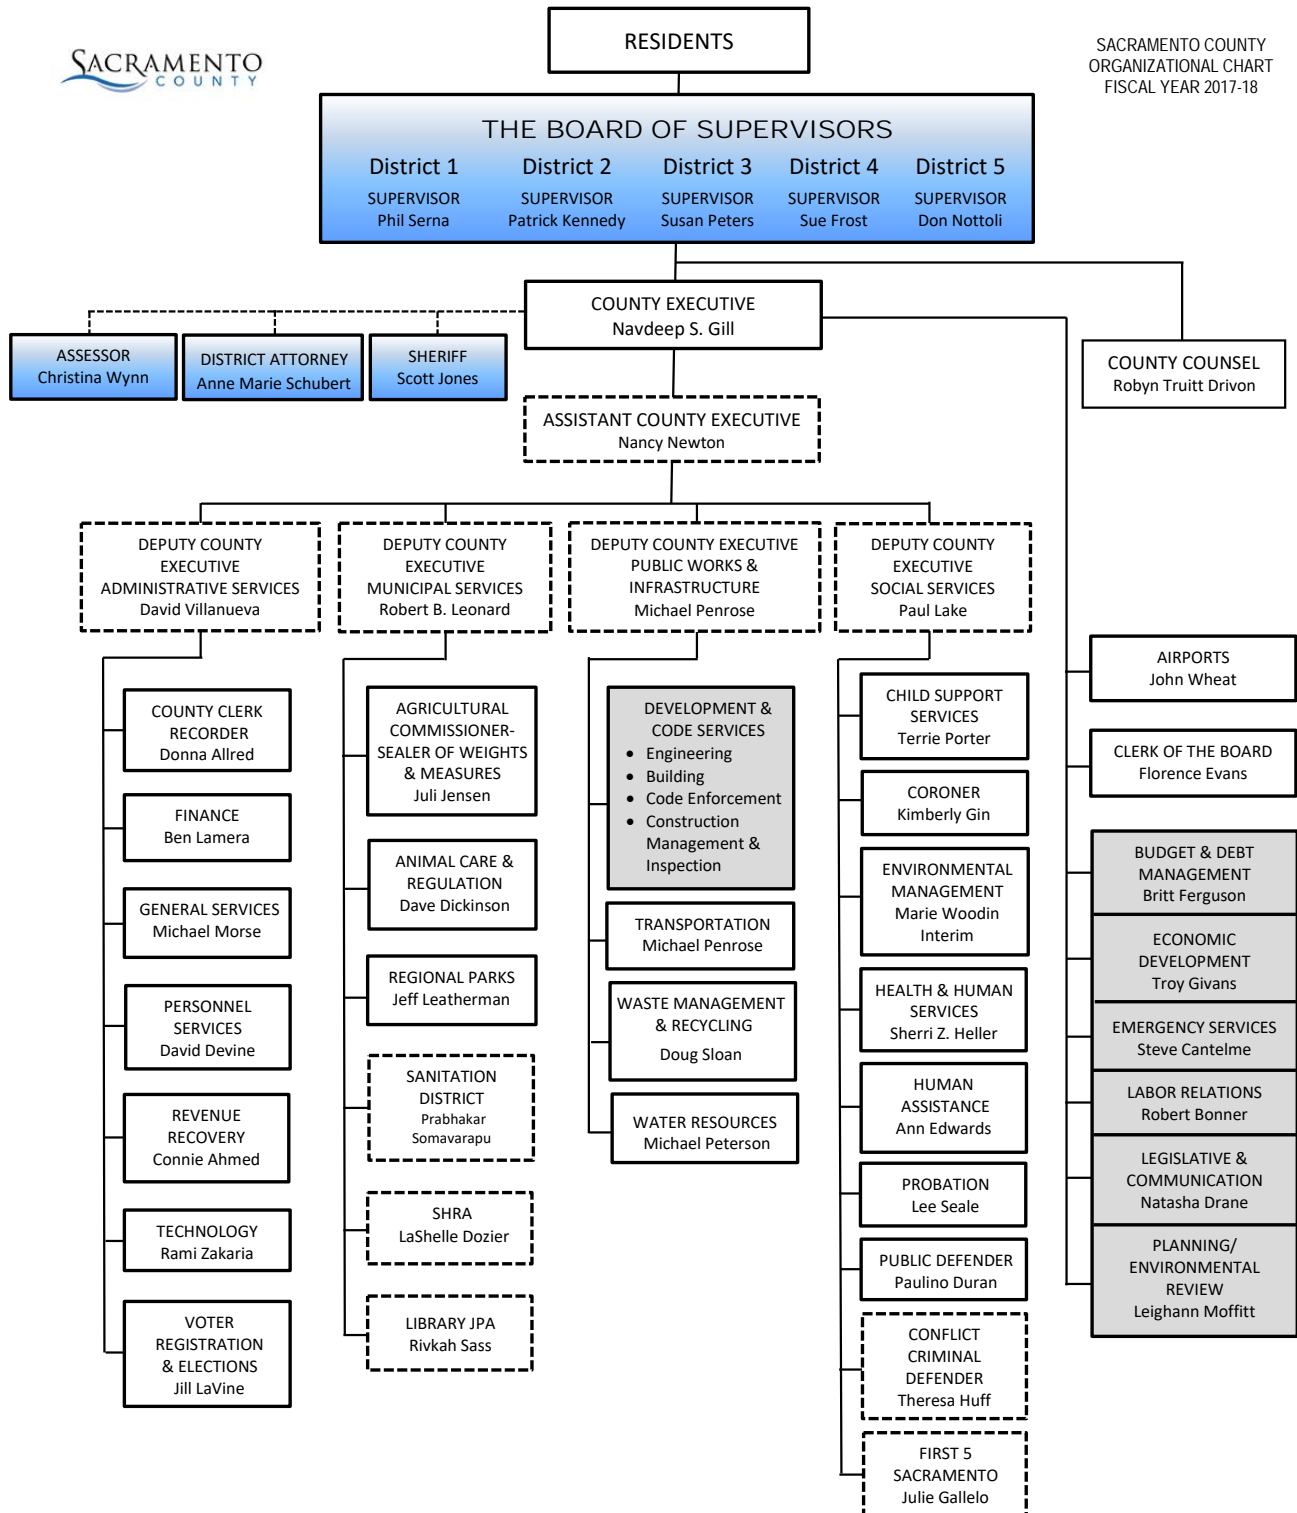 SACRAMENTO
COUNTY
RESIDENTS
SACRAMENTO COUNTY
ORGANIZATIONAL CHART
FISCAL YEAR 2017-18
THE BOARD OF SUPERVISORS
District 1
SUPERVISOR
Phil Serna
District 2
SUPERVISOR
Patrick Kennedy
District 3
SUPERVISOR
Susan Peters
District 4
SUPERVISOR
Sue Frost
District 5
SUPERVISOR
Don Nottoli
COUNTY EXECUTIVE
Navdeep S. Gill
ASSESSOR
Christina Wynn
DISTRICT ATTORNEY
Anne Marie Schubert
SHERIFF
Scott Jones
COUNTY COUNSEL
Robyn Truitt Drivon
ASSISTANT COUNTY EXECUTIVE
Nancy Newton
DEPUTY COUNTY
EXECUTIVE
ADMINISTRATIVE SERVICES
David Villanueva
DEPUTY COUNTY
EXECUTIVE
MUNICIPAL SERVICES
Robert B. Leonard
DEPUTY COUNTY EXECUTIVE
PUBLIC WORKS &
INFRASTRUCTURE
Michael Penrose
DEPUTY COUNTY
EXECUTIVE
SOCIAL SERVICES
Paul Lake
COUNTY CLERK
RECORDER
Donna Allred
FINANCE
Ben Lamera
GENERAL SERVICES
Michael Morse
PERSONNEL
SERVICES
David Devine
REVENUE
RECOVERY
Connie Ahmed
TECHNOLOGY
Rami Zakaria
VOTER
REGISTRATION
& ELECTIONS
Jill LaVine
AGRICULTURAL
COMMISSIONER-
SEALER OF WEIGHTS
& MEASURES
Juli Jensen
ANIMAL CARE &
REGULATION
Dave Dickinson
REGIONAL PARKS
Jeff Leatherman
SANITATION
DISTRICT
Prabhakar
Somavarapu
SHRA
LaShelle Dozier
LIBRARY JPA
Rivkah Sass
DEVELOPMENT &
CODE SERVICES
• Engineering
• Building
• Code Enforcement
• Construction
Management &
Inspection
TRANSPORTATION
Michael Penrose
WASTE MANAGEMENT
& RECYCLING
Doug Sloan
WATER RESOURCES
Michael Peterson
CHILD SUPPORT
SERVICES
Terrie Porter
CORONER
Kimberly Gin
ENVIRONMENTAL
MANAGEMENT
Marie Woodin
Interim
HEALTH & HUMAN
SERVICES
Sherri Z. Heller
HUMAN
ASSISTANCE
Ann Edwards
PROBATION
Lee Seale
PUBLIC DEFENDER
Paulino Duran
CONFLICT
CRIMINAL
DEFENDER
Theresa Huff
FIRST 5
SACRAMENTO
Julie Gallelo
AIRPORTS
John Wheat
CLERK OF THE BOARD
Florence Evans
BUDGET & DEBT
MANAGEMENT
Britt Ferguson
ECONOMIC
DEVELOPMENT
Troy Givans
EMERGENCY SERVICES
Steve Cantelme
LABOR RELATIONS
Robert Bonner
LEGISLATIVE &
COMMUNICATION
Natasha Drane
PLANNING/
ENVIRONMENTAL
REVIEW
Leighann Moffitt